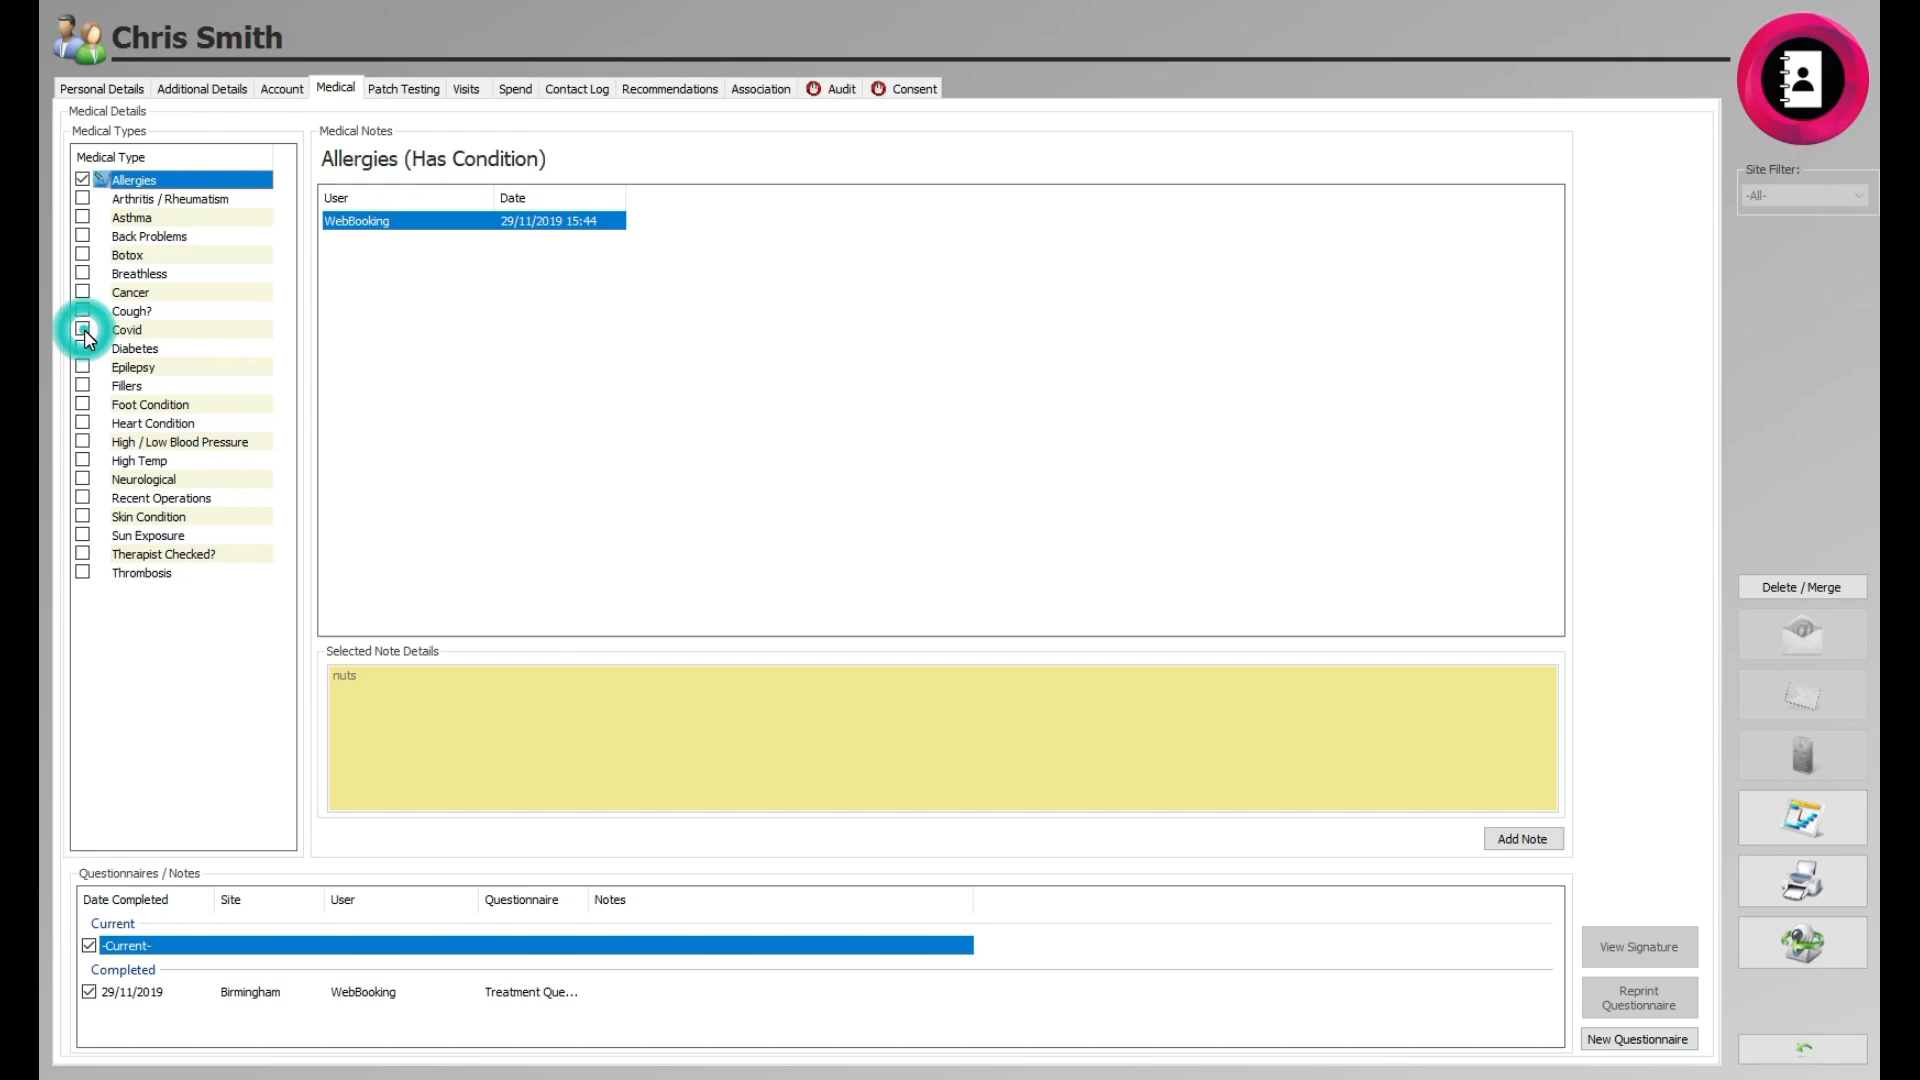 Chris Smith
Personal Details Additional Details Account Medical Patch Testing Visits Spend Contact Log Recommendations Association Audit Consent
Medical Details
Medical Types
Medical Type
Allergies
Arthritis / Rheumatism
Asthma
Back Problems
Botox
Breathless
Cancer
Cough?
Covid
Diabetes
Epilepsy
Fillers
Foot Condition
Heart Condition
High / Low Blood Pressure
High Temp
Neurological
Recent Operations
Skin Condition
Sun Exposure
Therapist Checked?
Thrombosis
Medical Notes
Allergies (Has Condition)
User Date
WebBooking 29/11/2019 15:44
Selected Note Details
nuts
Add Note
Questionnaires / Notes
Date Completed Site User Questionnaire Notes
Current
-Current-
Completed
29/11/2019 Birmingham WebBooking Treatment Que...
View Signature
Reprint
Questionnaire
New Questionnaire
Site Filter:
-All-
Delete / Merge